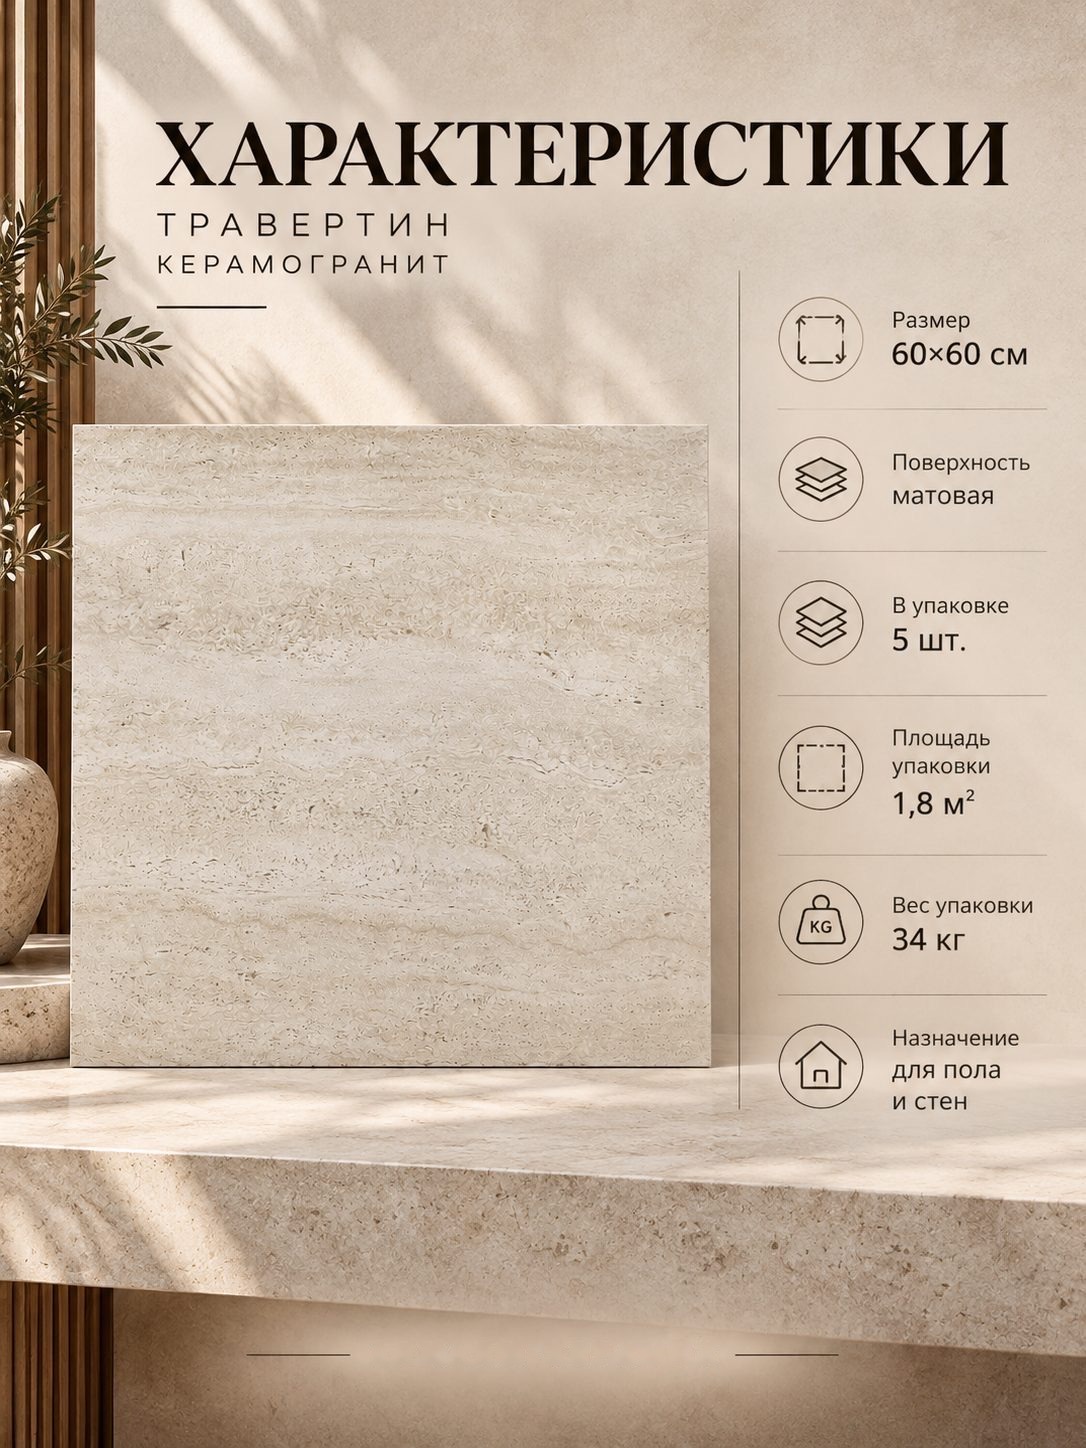 ХАРАКТЕРИСТИКИ
ТРАВЕРТИН
КЕРАМОГРАНИТ
Размер
60×60 см
Поверхность
матовая
В упаковке
5 шт.
Площадь
упаковки
1,8 м²
KG
Вес упаковки
34 кг
Назначение
для пола
и стен